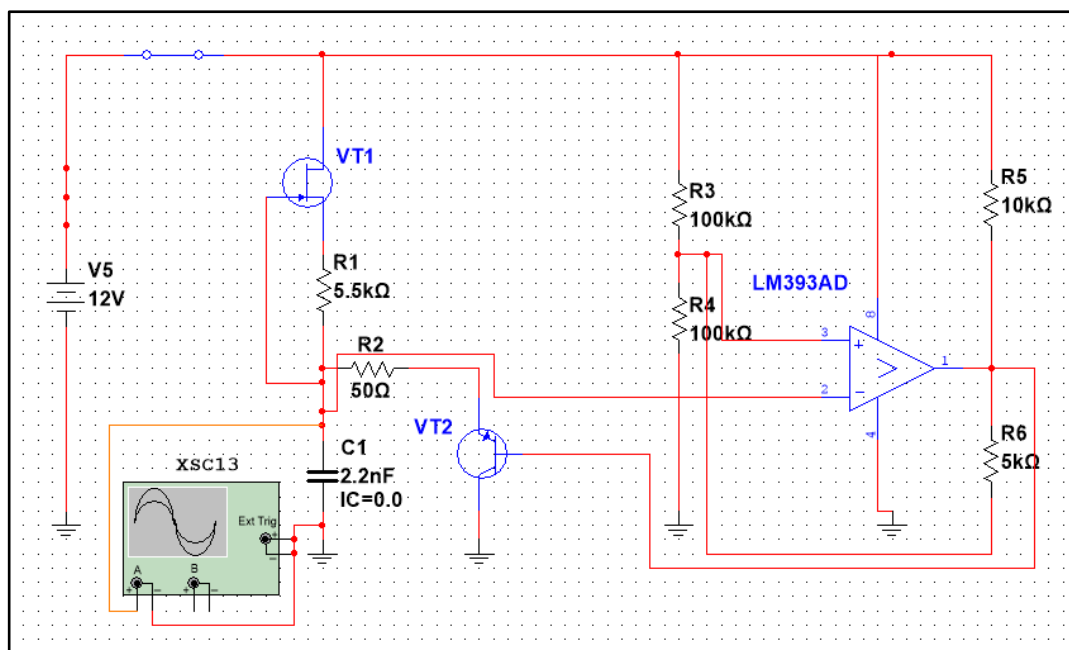 VT1
R3
100kΩ
R5
10kΩ
V5
12V
R1
5.5kΩ
LM393AD
R4
100kΩ
8
3
+
1
2
−
4
R2
50Ω
VT2
R6
5kΩ
C1
2.2nF
IC=0.0
XSC13
Ext Trig
+
−
A
B
+
−
+
−